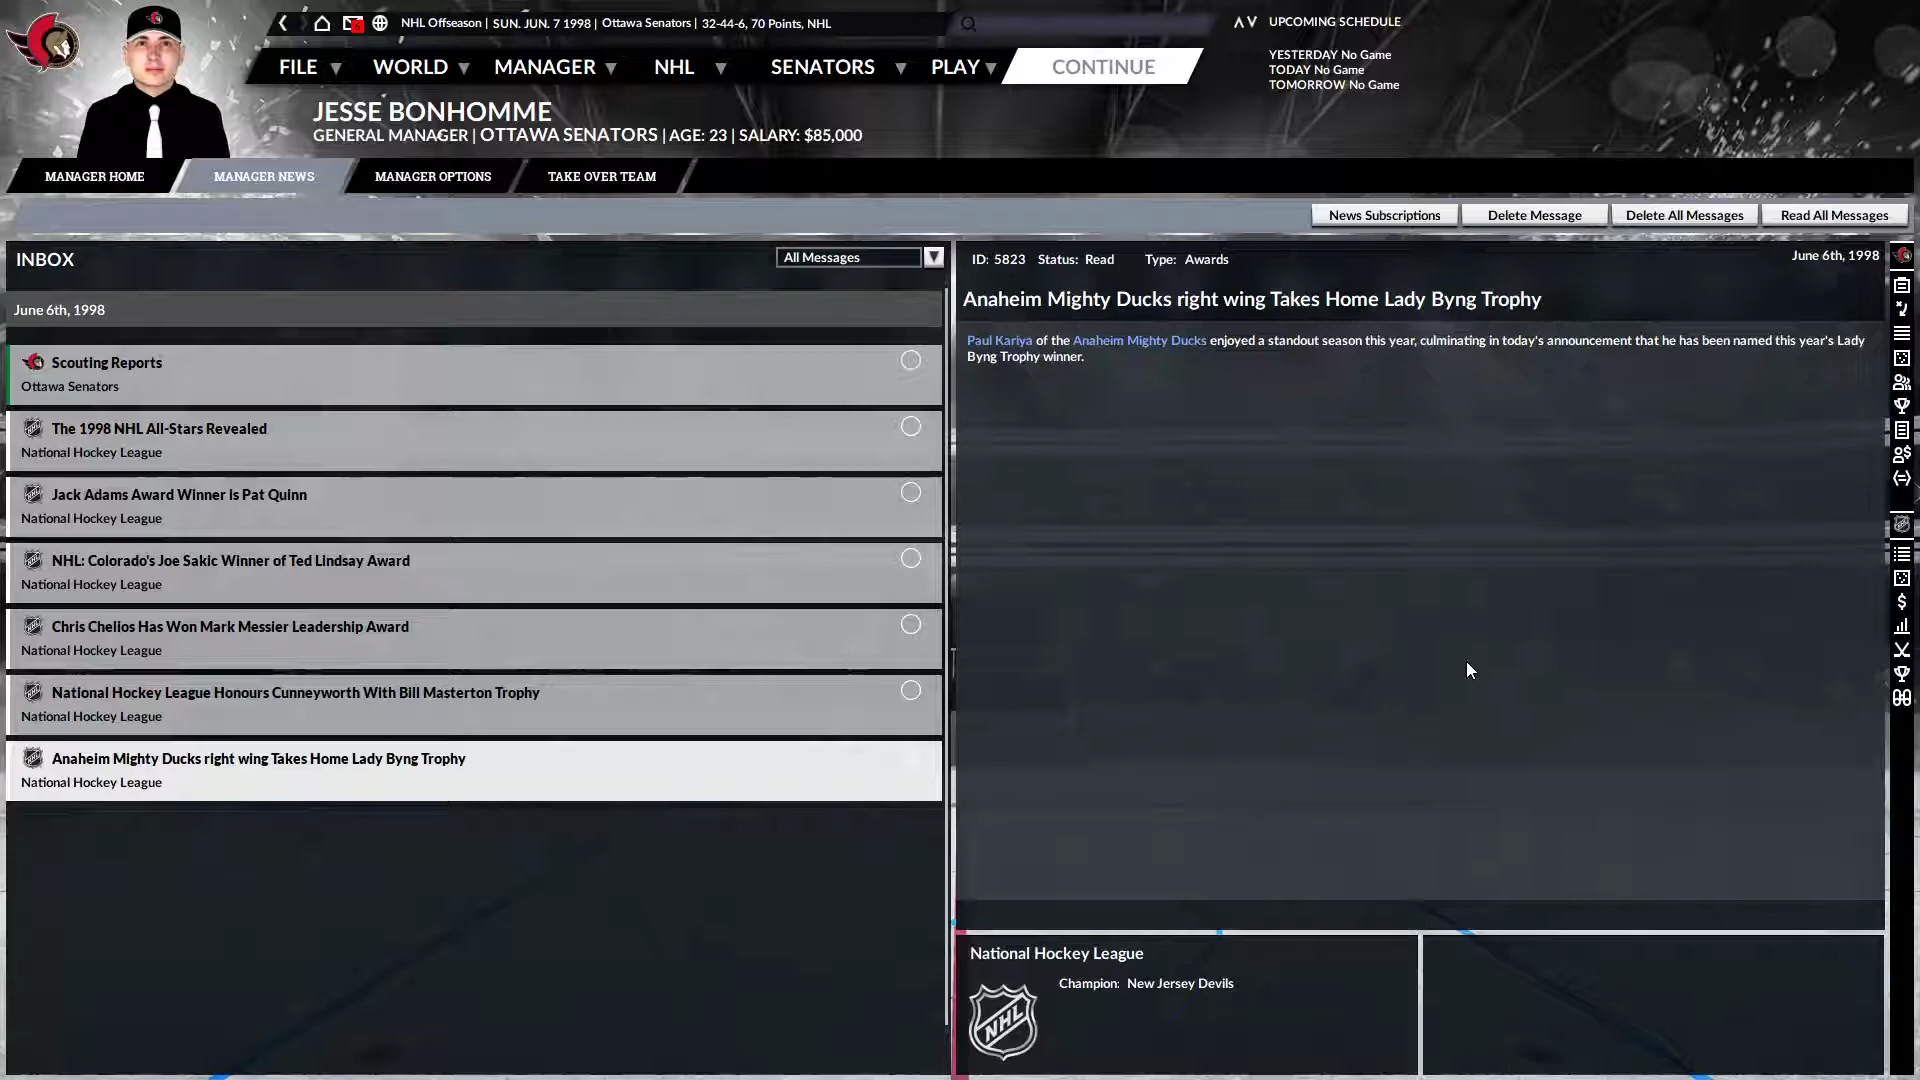 NHL Offseason | SUN. JUN. 7 1998 | Ottawa Senators | 32-44-6, 70 Points, NHL
UPCOMING SCHEDULE
YESTERDAY No Game
TODAY No Game
TOMORROW No Game
FILE
WORLD
MANAGER
NHL
SENATORS
PLAY
CONTINUE
JESSE BONHOMME
GENERAL MANAGER | OTTAWA SENATORS | AGE: 23 | SALARY: $85,000
MANAGER HOME
MANAGER NEWS
MANAGER OPTIONS
TAKE OVER TEAM
News Subscriptions
Delete Message
Delete All Messages
Read All Messages
INBOX
All Messages
June 6th, 1998
Scouting Reports
Ottawa Senators
The 1998 NHL All-Stars Revealed
National Hockey League
Jack Adams Award Winner is Pat Quinn
National Hockey League
NHL: Colorado's Joe Sakic Winner of Ted Lindsay Award
National Hockey League
Chris Chelios Has Won Mark Messier Leadership Award
National Hockey League
National Hockey League Honours Cunneyworth With Bill Masterton Trophy
National Hockey League
Anaheim Mighty Ducks right wing Takes Home Lady Byng Trophy
National Hockey League
ID: 5823 Status: Read Type: Awards
June 6th, 1998
Anaheim Mighty Ducks right wing Takes Home Lady Byng Trophy
Paul Kariya of the Anaheim Mighty Ducks enjoyed a standout season this year, culminating in today's announcement that he has been named this year's Lady
Byng Trophy winner.
National Hockey League
Champion: New Jersey Devils
NHL